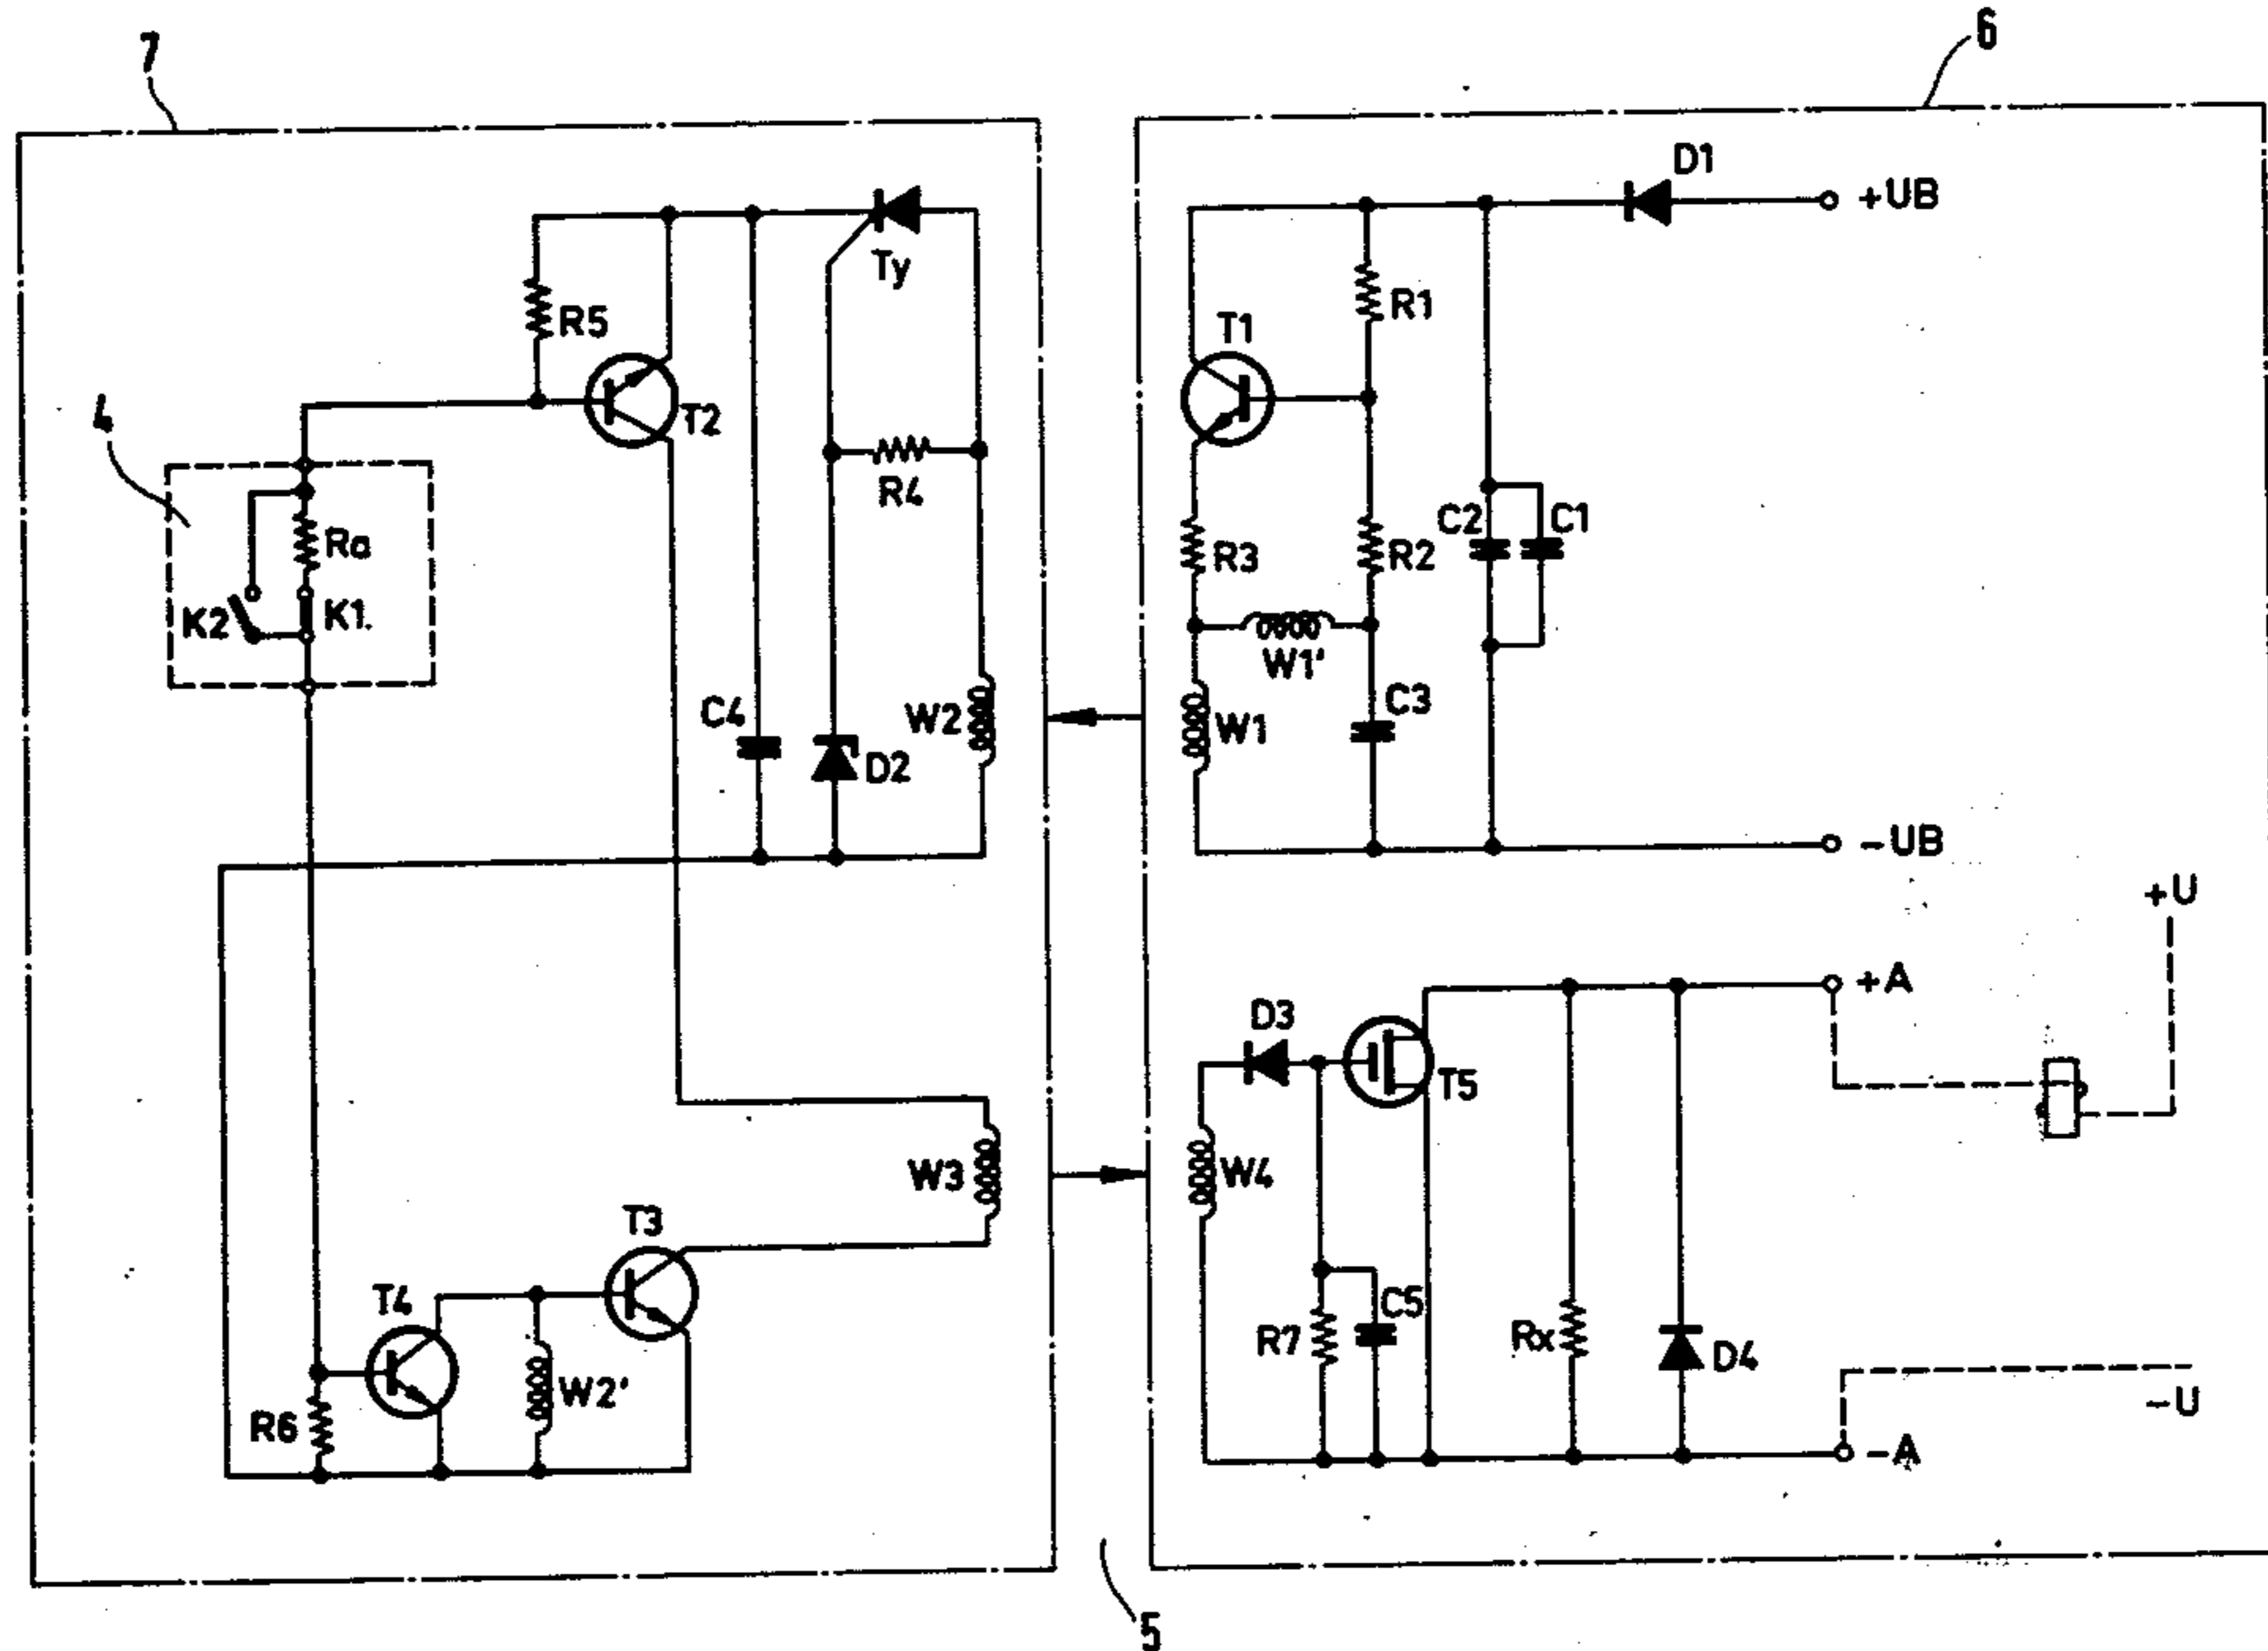 7
6
D1
+UB
Ty
R5
T1
R1
T2
4
R4
C2
C1
Ra
R3
R2
K2
K1.
W1'
C4
W2
C3
W1
D2
-UB
+U
+A
D3
T5
W3
W4
T3
T4
C5
R7
Rx
D4
W2'
R6
-U
-A
5